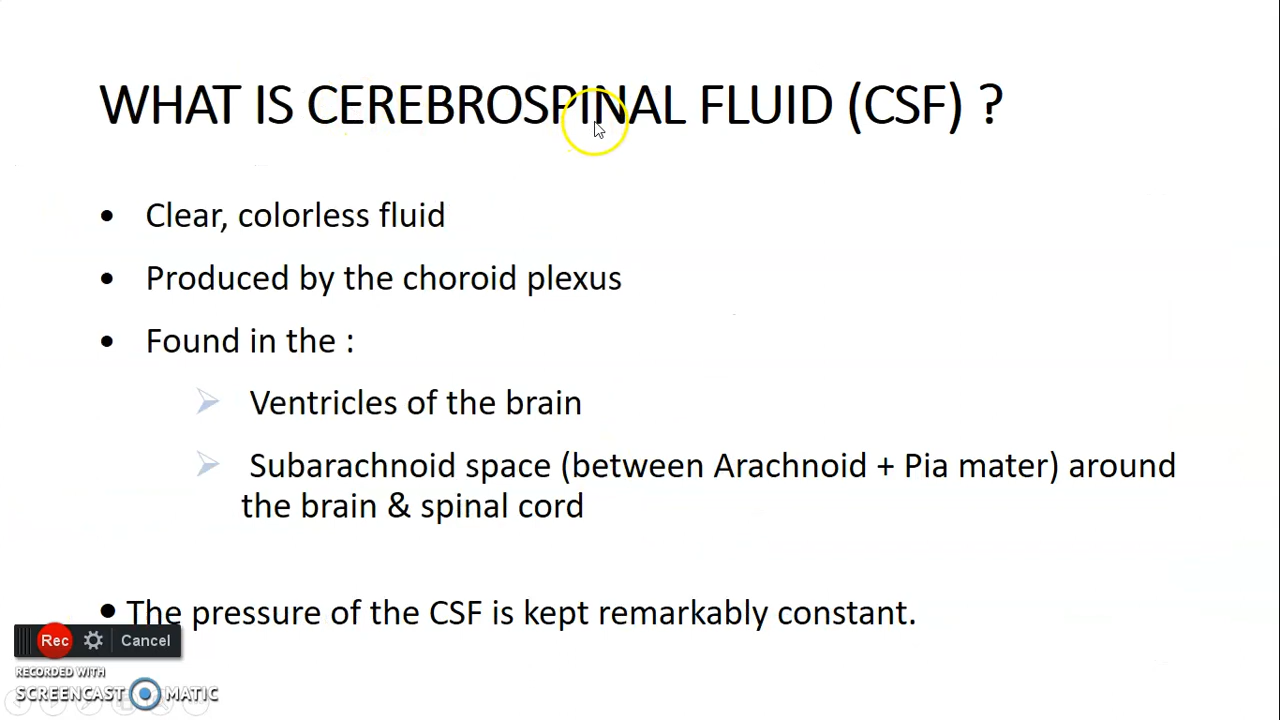 WHAT IS CEREBROSPINAL FLUID (CSF) ?
• Clear, colorless fluid
• Produced by the choroid plexus
• Found in the :
➢ Ventricles of the brain
➢ Subarachnoid space (between Arachnoid + Pia mater) around
the brain & spinal cord
• The pressure of the CSF is kept remarkably constant.
Rec Cancel
RECORDED WITH
SCREENCAST MATIC